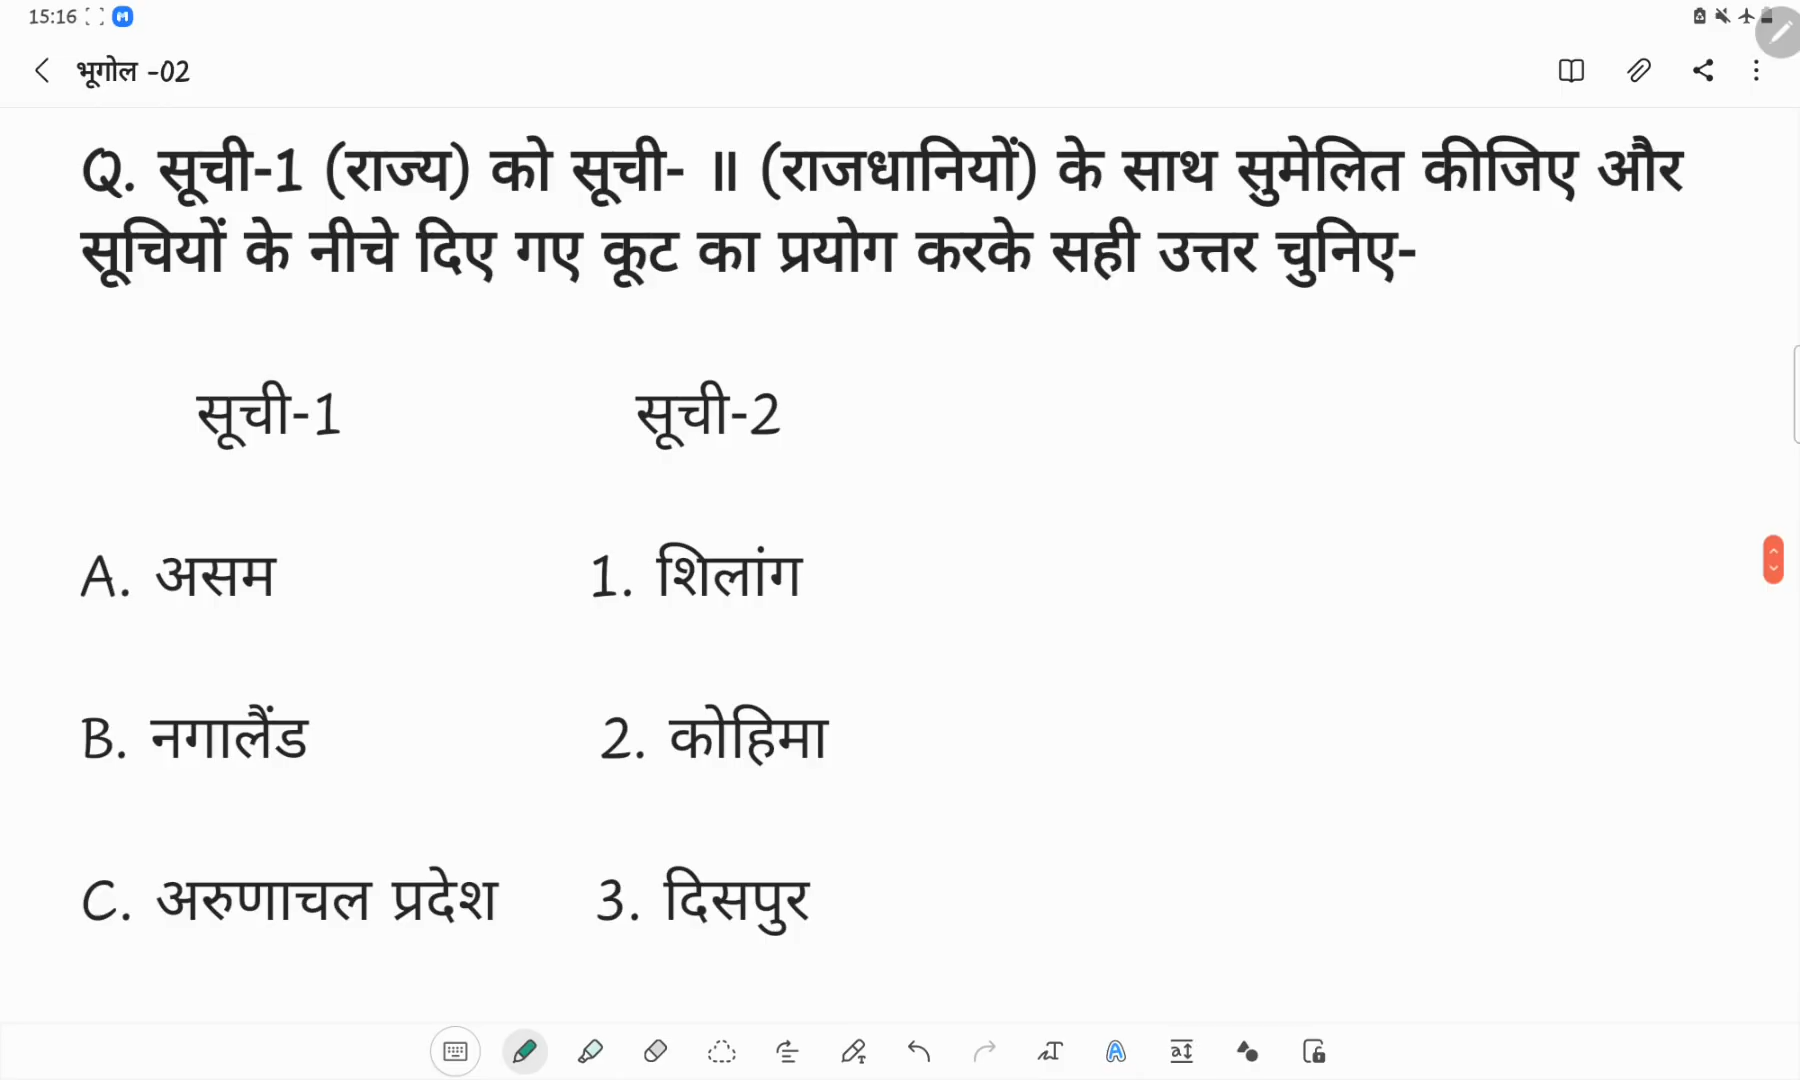 15:16
भूगोल -02
Q. सूची-1 (राज्य) को सूची- II (राजधानियों) के साथ सुमेलित कीजिए और
सूचियों के नीचे दिए गए कूट का प्रयोग करके सही उत्तर चुनिए-
सूची-1 सूची-2
A. असम 1. शिलांग
B. नगालैंड 2. कोहिमा
C. अरुणाचल प्रदेश 3. दिसपुर